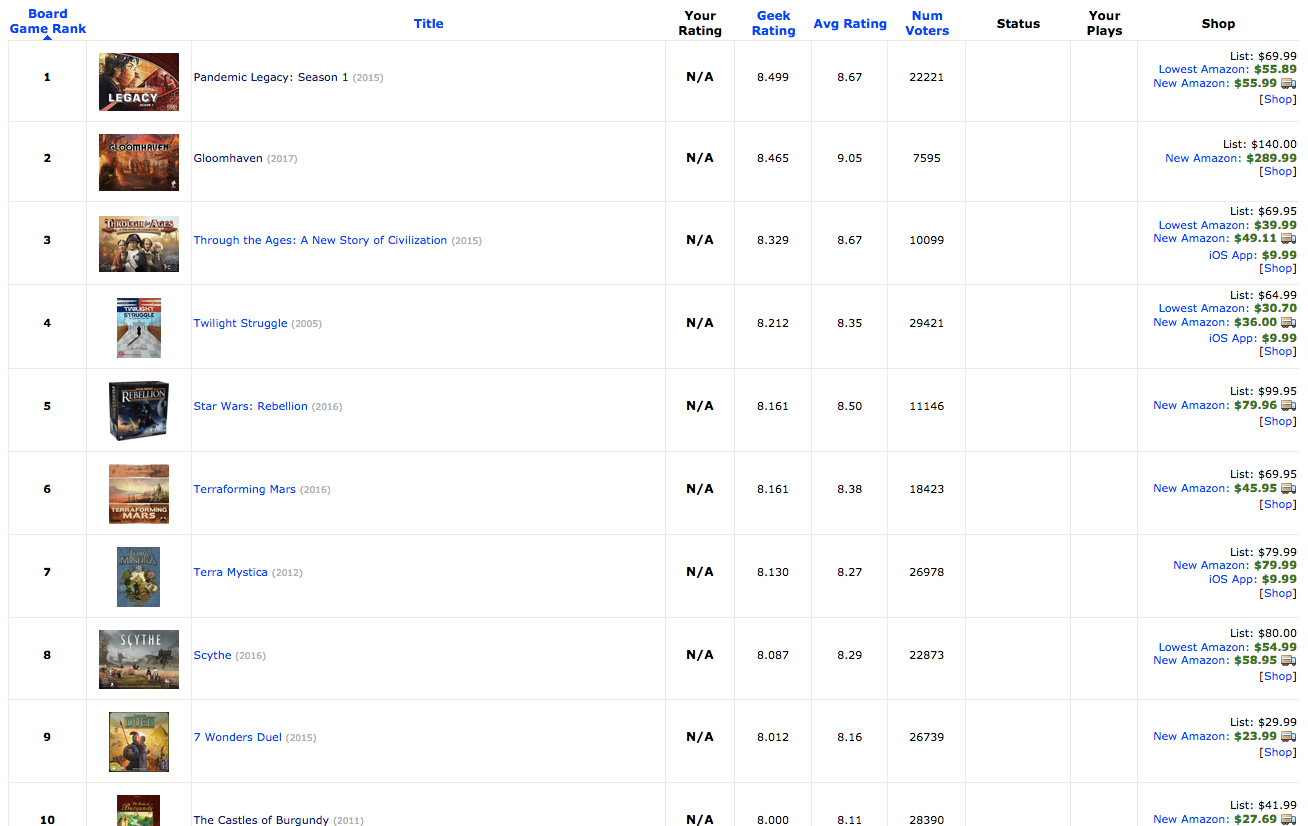 Board Game Rank Title Your Rating Geek Rating Avg Rating Num Voters Status Your Plays Shop
1 LEGACY Pandemic Legacy: Season 1 (2015) N/A 8.499 8.67 22221 List: $69.99
Lowest Amazon: $55.89
New Amazon: $55.99
[Shop]
2 GLOOMHAVEN Gloomhaven (2017) N/A 8.465 9.05 7595 List: $140.00
New Amazon: $289.99
[Shop]
3 THROUGH the AGES Through the Ages: A New Story of Civilization (2015) N/A 8.329 8.67 10099 List: $69.95
Lowest Amazon: $39.99
New Amazon: $49.11
iOS App: $9.99
[Shop]
4 TWILIGHT STRUGGLE Twilight Struggle (2005) N/A 8.212 8.35 29421 List: $64.99
Lowest Amazon: $30.70
New Amazon: $36.00
iOS App: $9.99
[Shop]
5 REBELLION Star Wars: Rebellion (2016) N/A 8.161 8.50 11146 List: $99.95
New Amazon: $79.96
[Shop]
6 TERRAFORMING MARS Terraforming Mars (2016) N/A 8.161 8.38 18423 List: $69.95
New Amazon: $45.95
[Shop]
7 TERRA MYSTICA Terra Mystica (2012) N/A 8.130 8.27 26978 List: $79.99
New Amazon: $79.99
iOS App: $9.99
[Shop]
8 SCYTHE Scythe (2016) N/A 8.087 8.29 22873 List: $80.00
Lowest Amazon: $54.99
New Amazon: $58.95
[Shop]
9 DUEL 7 Wonders Duel (2015) N/A 8.012 8.16 26739 List: $29.99
New Amazon: $23.99
[Shop]
10 Burgundy The Castles of Burgundy (2011) N/A 8.000 8.11 28390 List: $41.99
New Amazon: $27.69